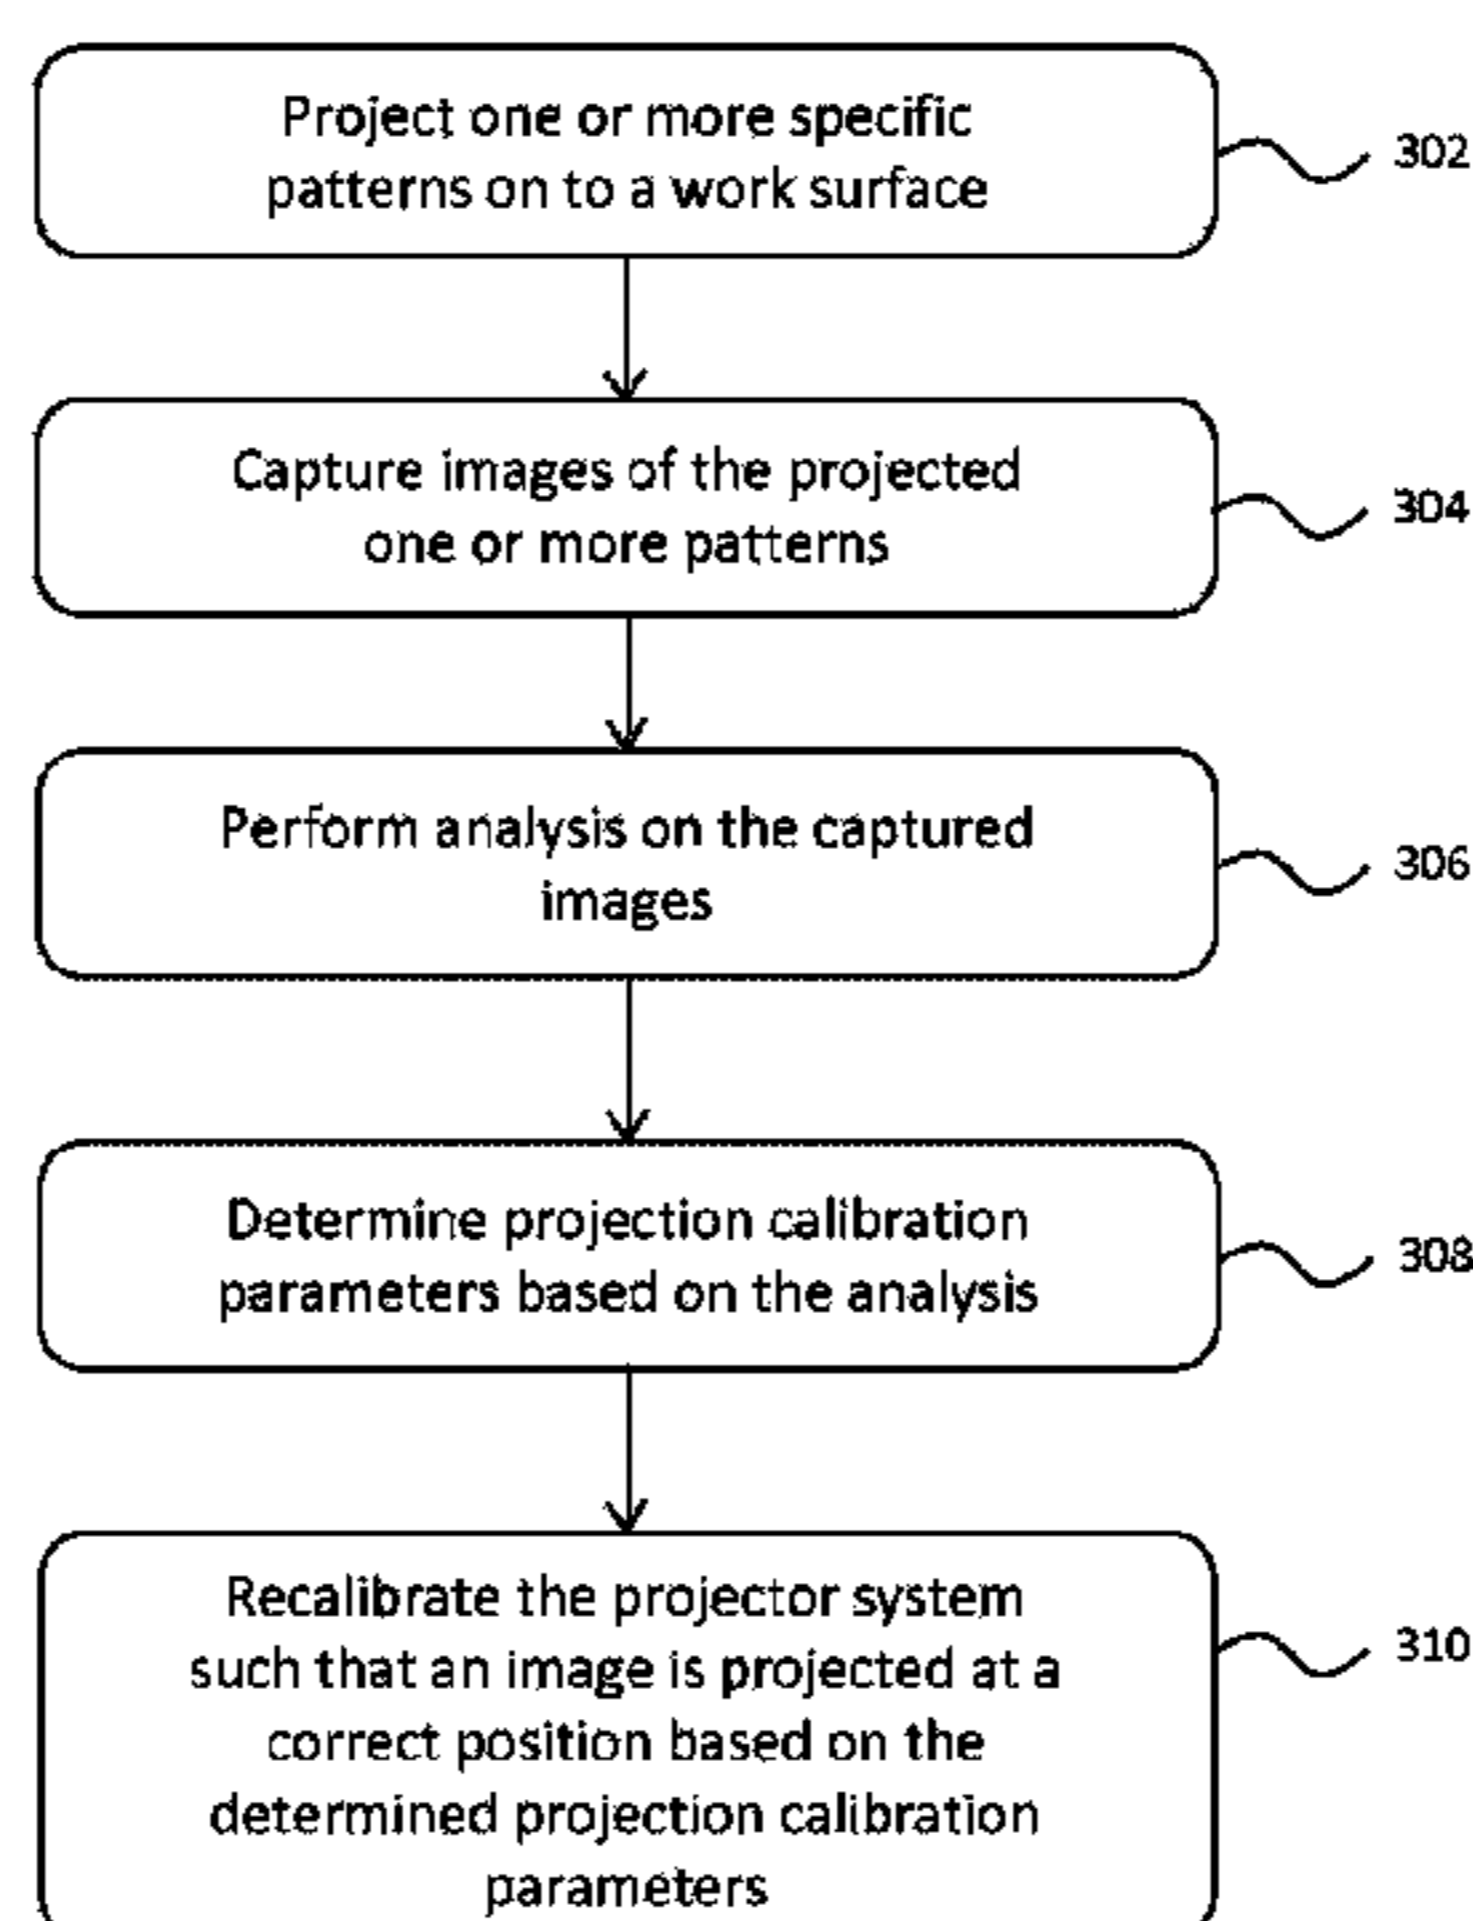 Project one or more specific
patterns on to a work surface
302
Capture images of the projected
one or more patterns
304
Perform analysis on the captured
images
306
Determine projection calibration
parameters based on the analysis
308
Recalibrate the projector system
such that an image is projected at a
correct position based on the
determined projection calibration
parameters
310